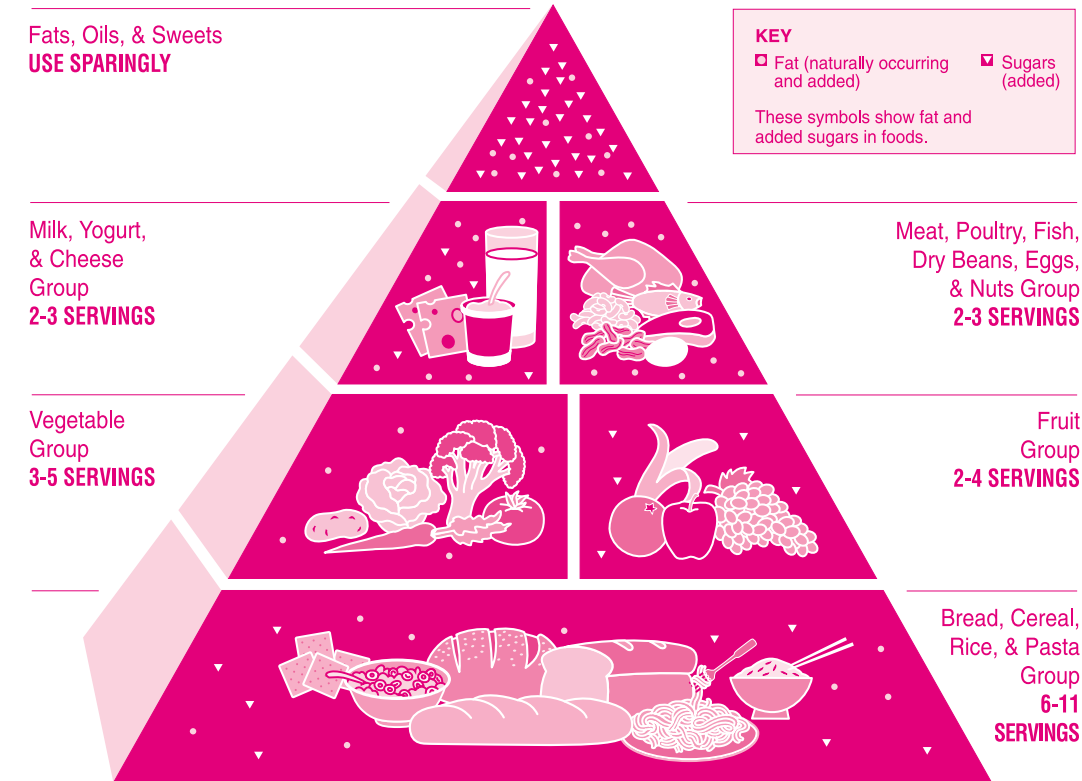 Fats, Oils, & Sweets
USE SPARINGLY
KEY
Fat (naturally occurring
and added)
Sugars
(added)
These symbols show fat and
added sugars in foods.
Milk, Yogurt,
& Cheese
Group
2-3 SERVINGS
Meat, Poultry, Fish,
Dry Beans, Eggs,
& Nuts Group
2-3 SERVINGS
Vegetable
Group
3-5 SERVINGS
Fruit
Group
2-4 SERVINGS
Bread, Cereal,
Rice, & Pasta
Group
6-11
SERVINGS